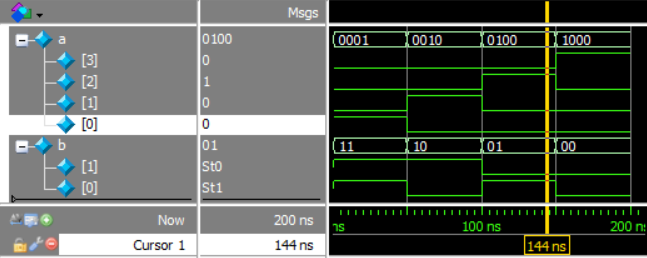 Msgs
a 0100 0001 0010 0100 1000
[3] 0
[2] 1
[1] 0
[0] 0
b 01 11 10 01 00
[1] St0
[0] St1
Now 200 ns ns 100 ns 200 n
Cursor 1 144 ns 144 ns